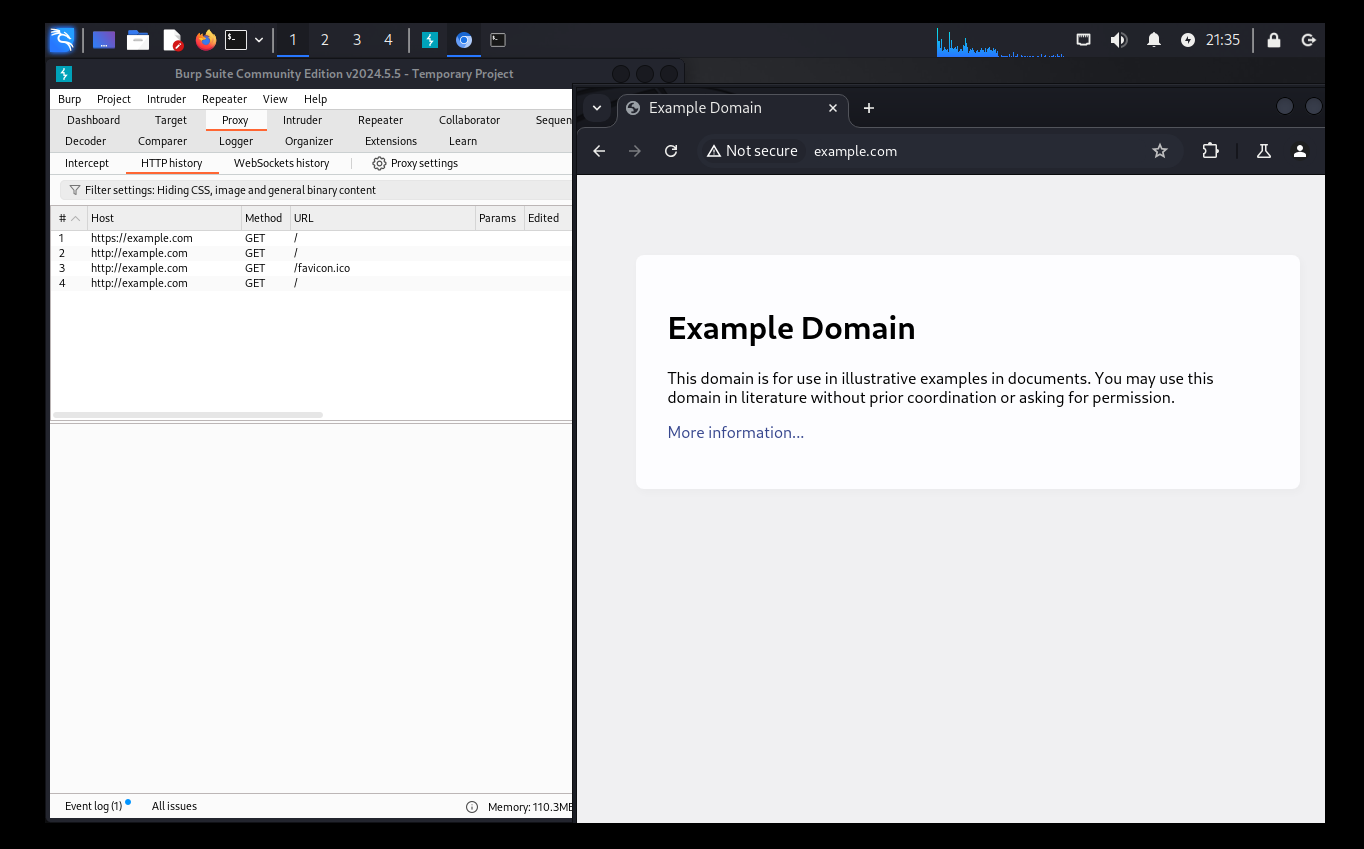 1 2 3 4 21:35
Burp Suite Community Edition v2024.5.5 - Temporary Project
Burp Project Intruder Repeater View Help
Dashboard Target Proxy Intruder Repeater Collaborator Sequen
Decoder Comparer Logger Organizer Extensions Learn
Intercept HTTP history WebSockets history Proxy settings
Filter settings: Hiding CSS, image and general binary content
# Host Method URL Params Edited
1 https://example.com GET /
2 http://example.com GET /
3 http://example.com GET /favicon.ico
4 http://example.com GET /
Event log (1) All issues Memory: 110.3MB
Example Domain
Not secure example.com
Example Domain
This domain is for use in illustrative examples in documents. You may use this
domain in literature without prior coordination or asking for permission.
More information...